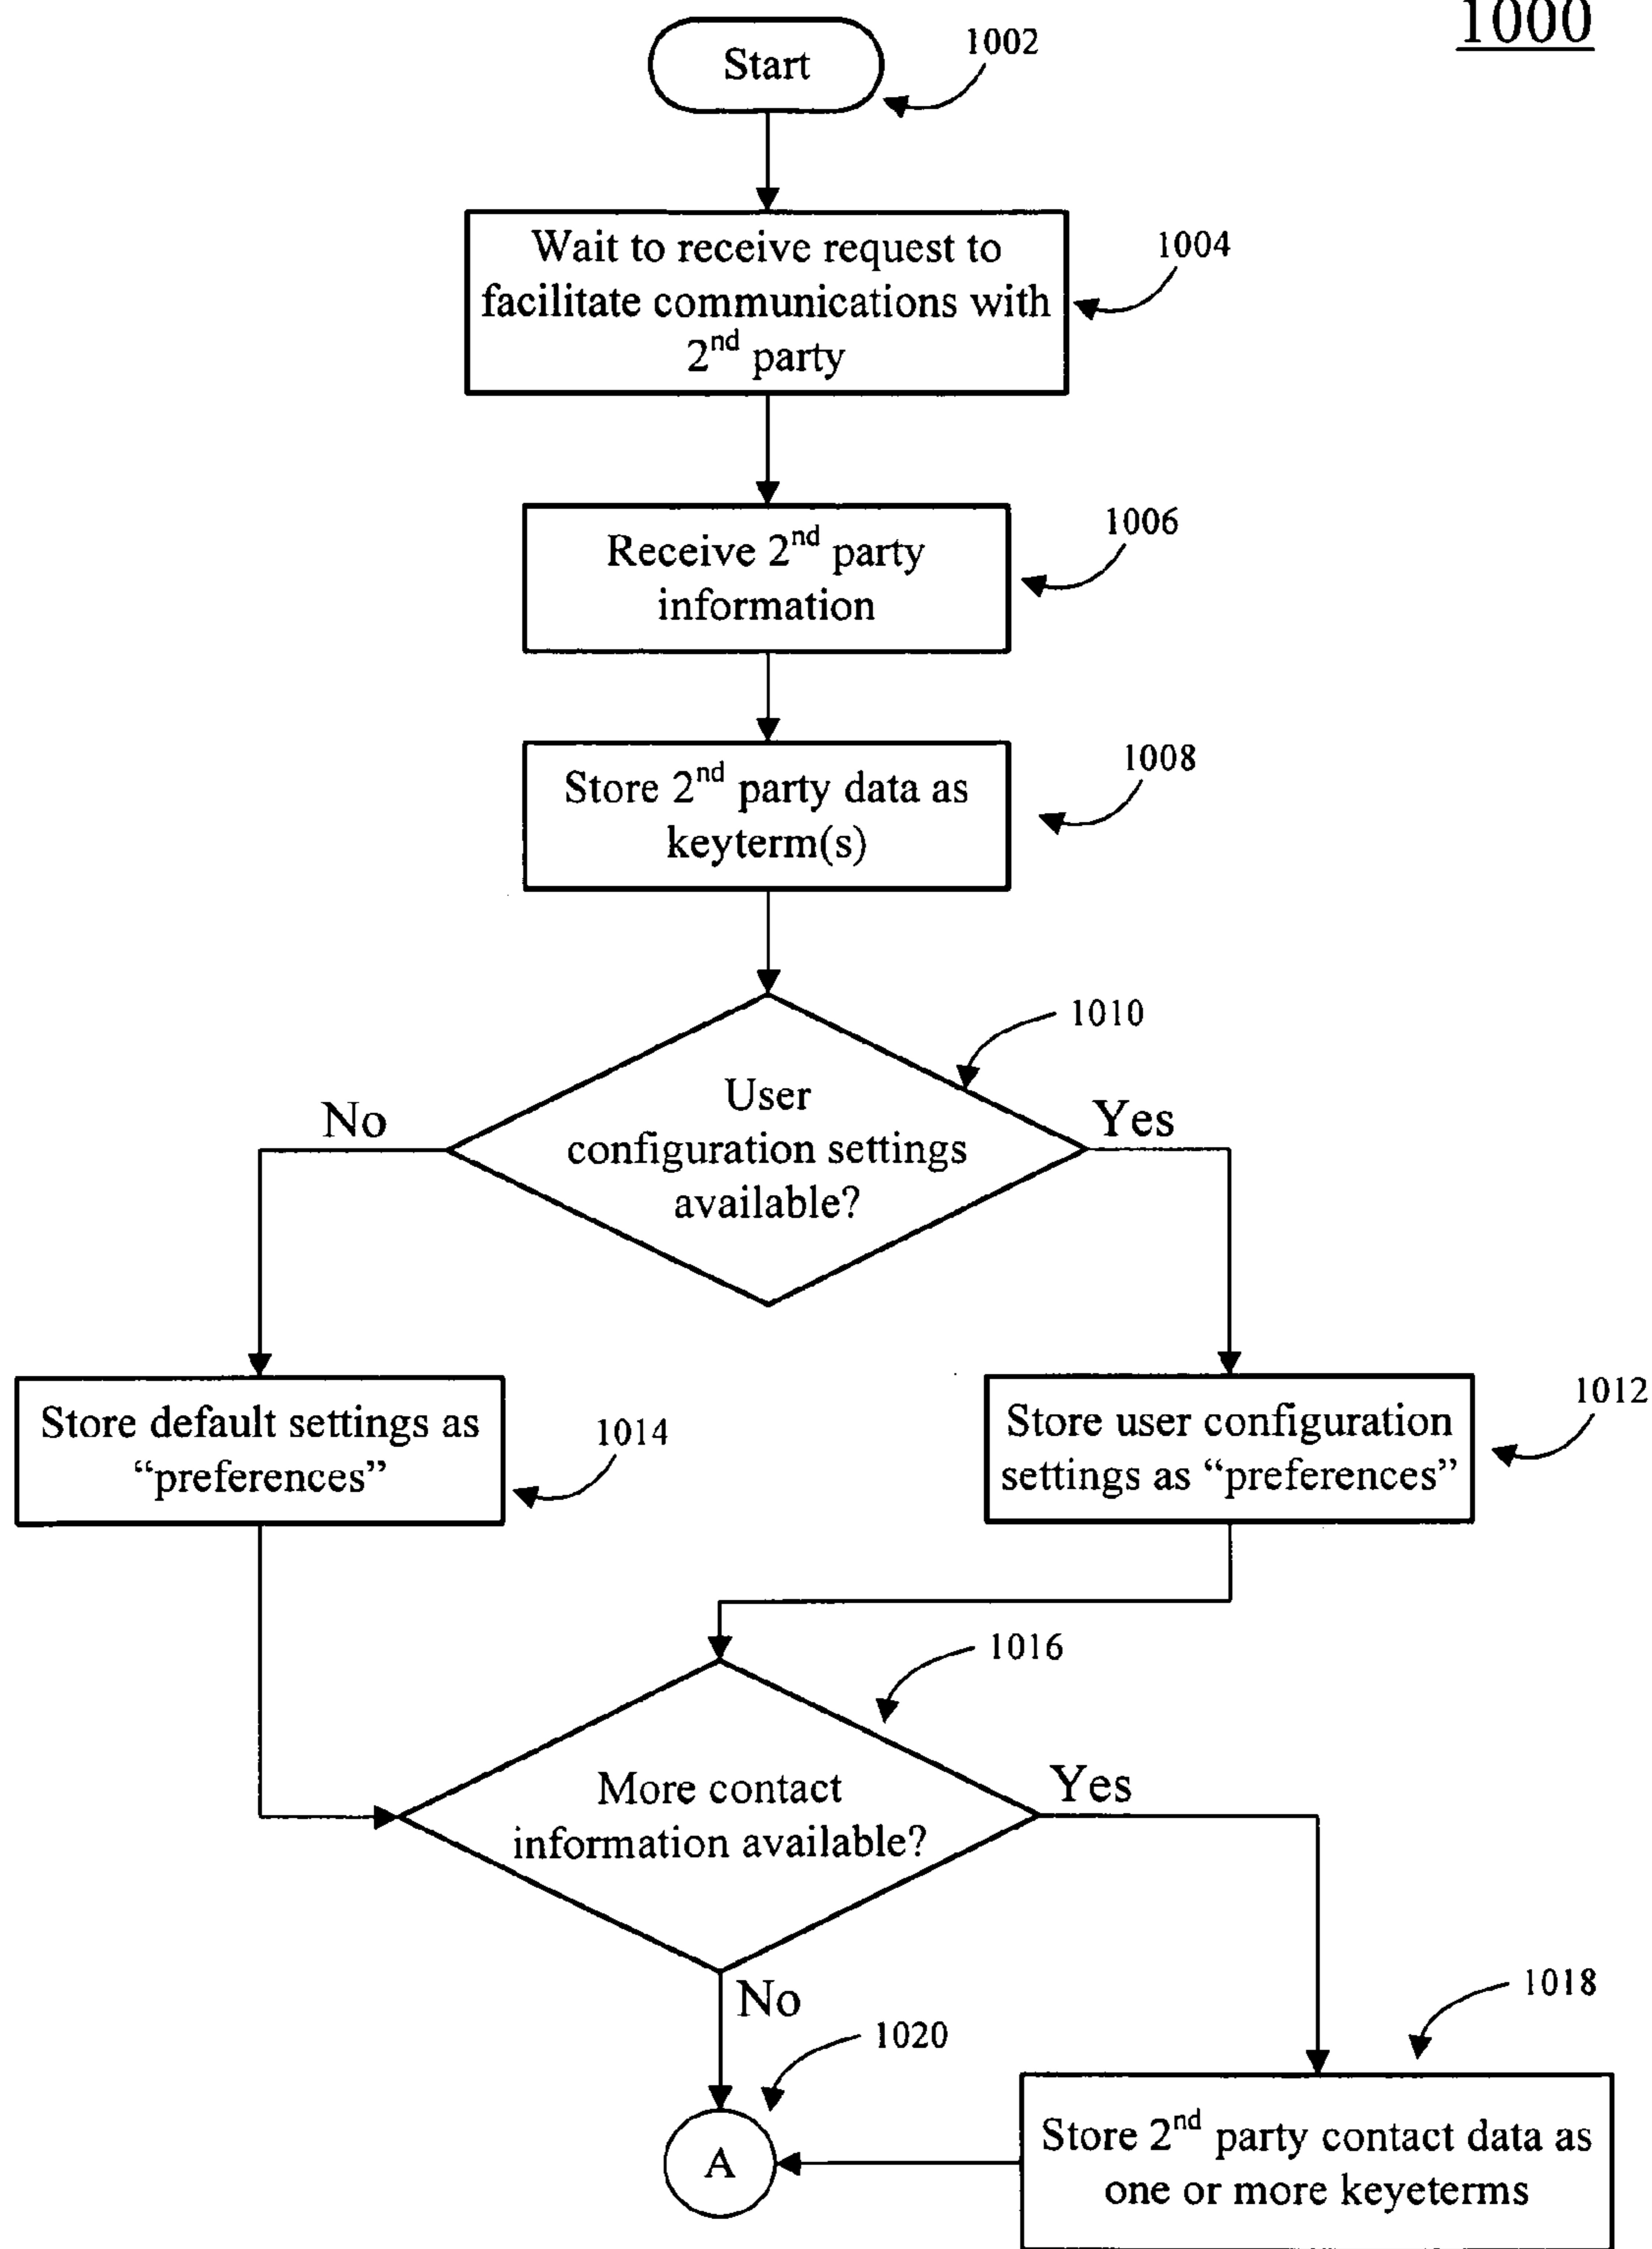 1000
Start
1002
Wait to receive request to
facilitate communications with
2nd party
1004
Receive 2nd party
information
1006
Store 2nd party data as
keyterm(s)
1008
1010
User
configuration settings
available?
No
Yes
Store default settings as
“preferences”
1014
Store user configuration
settings as “preferences”
1012
1016
More contact
information available?
Yes
No
1018
1020
A
Store 2nd party contact data as
one or more keyeterms